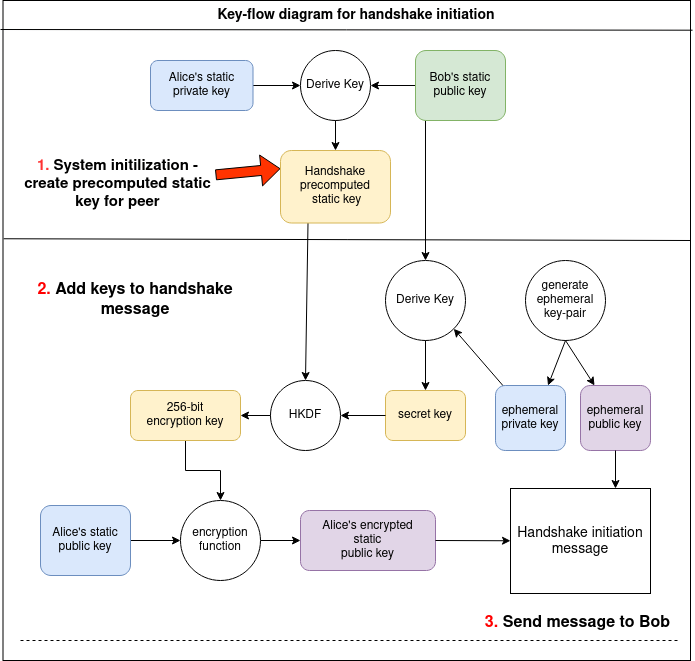 Key-flow diagram for handshake initiation
Alice's static
private key
Derive Key
Bob's static
public key
1. System initilization -
create precomputed static
key for peer
Handshake
precomputed
static key
2. Add keys to handshake
message
Derive Key
generate
ephemeral
key-pair
256-bit
encryption key
HKDF
secret key
ephemeral
private key
ephemeral
public key
Alice's static
public key
encryption
function
Alice's encrypted
static
public key
Handshake initiation
message
3. Send message to Bob